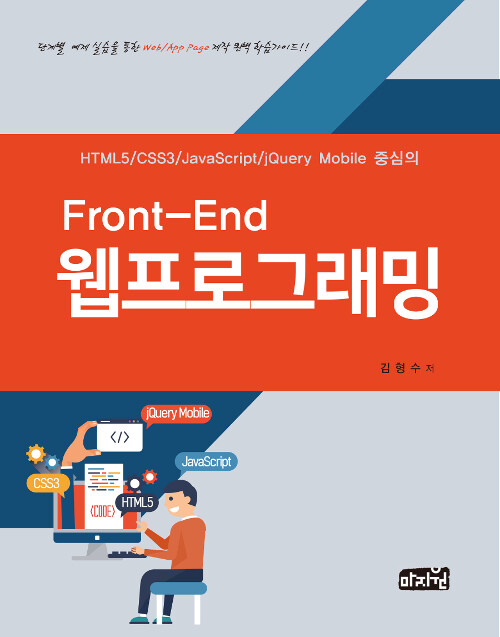 단계별 예제 실습을 통한 Web/App Page 제작 완벽 학습가이드!!
HTML5/CSS3/JavaScript/jQuery Mobile 중심의
Front-End
웹프로그래밍
김형수 저
jQuery Mobile
</>
JavaScript
CSS3
HTML5
<CODE>
마지원